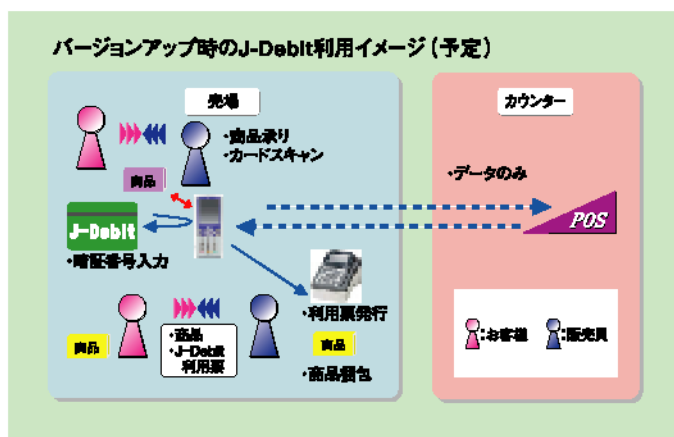 バージョンアップ時のJ-Debit利用イメージ(予定)
売場
カウンター
・商品承り
・カードスキャン
商品
・データのみ
J-Debit
POS
・暗証番号入力
・利用票発行
商品
・商品
・J-Debit
利用票
商品
・商品梱包
:お客様
:販売員